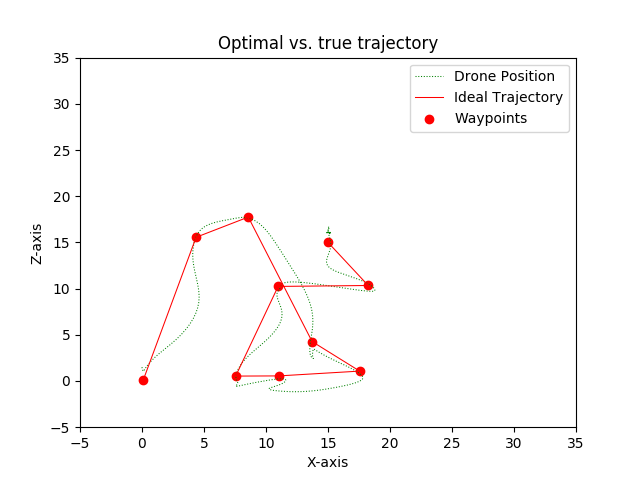 Optimal vs. true trajectory
Drone Position
Ideal Trajectory
Waypoints
35
30
25
20
15
10
5
0
−5
Z-axis
−5 0 5 10 15 20 25 30 35
X-axis